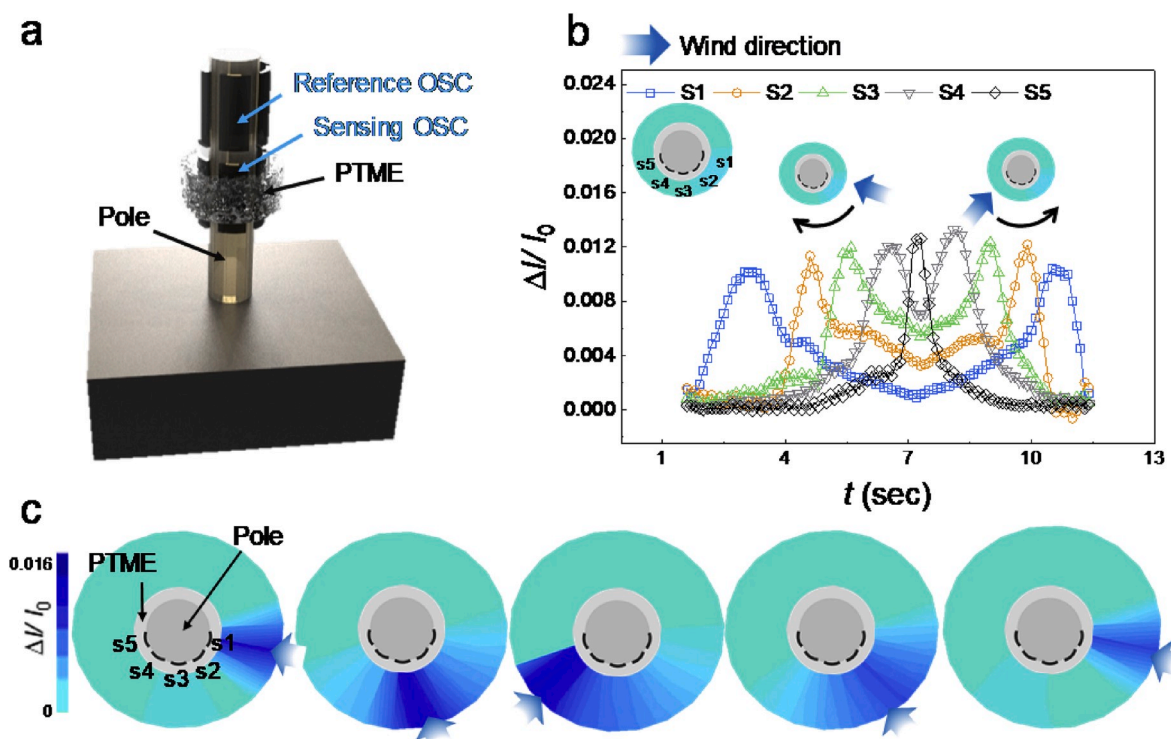 a
Reference OSC
Sensing OSC
PTME
Pole
b
Wind direction
S1 S2 S3 S4 S5
0.024
0.020
0.016
0.012
0.008
0.004
0.000
ΔI/ I0
s5 s1
s4 s2
s3
1 4 7 10 13
t (sec)
c
0.016
ΔI/ I0
0
PTME
Pole
s5 s1
s4 s2
s3